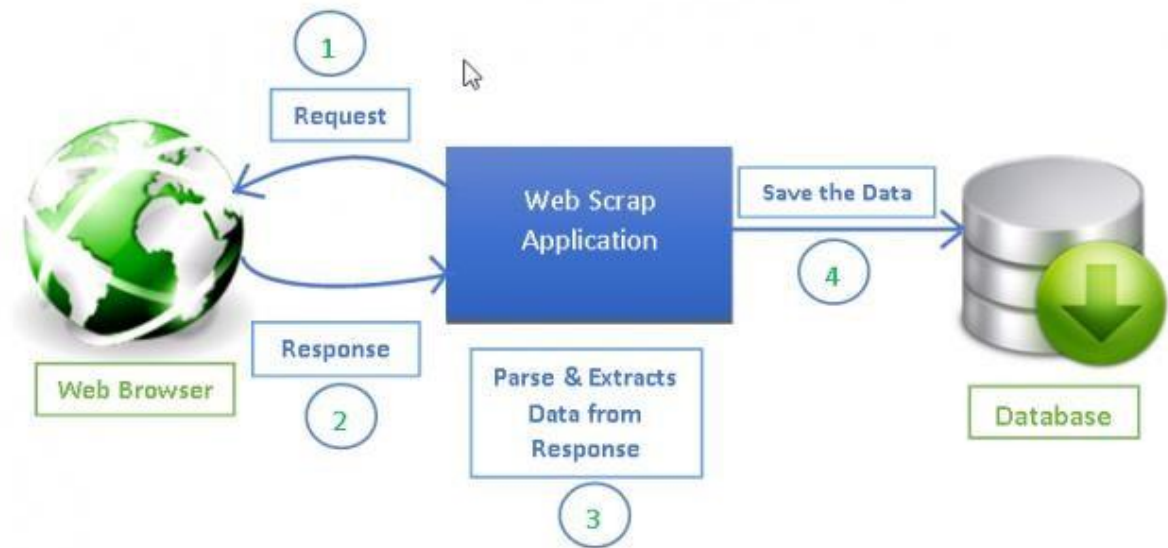 1
Request
Web Scrap
Application
Save the Data
4
Response
2
Web Browser
Parse & Extracts
Data from
Response
3
Database